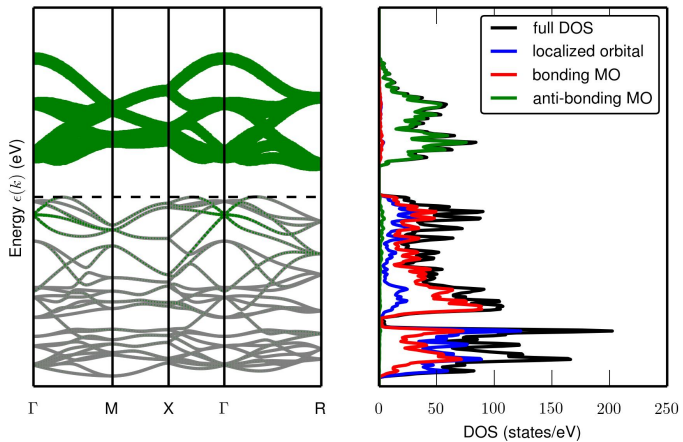 Energy ϵ(k) (eV)
Γ M X Γ R
full DOS
localized orbital
bonding MO
anti-bonding MO
0 50 100 150 200 250
DOS (states/eV)